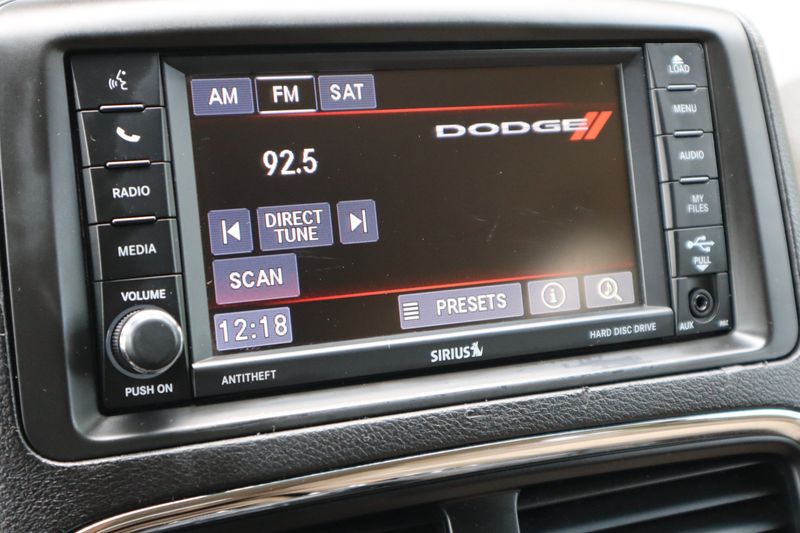 LOAD
AM FM SAT
MENU
DODGE
92.5
AUDIO
RADIO
MY
FILES
DIRECT
TUNE
MEDIA
PULL
SCAN
VOLUME
PRESETS i
12:18
AUX MIC
HARD DISC DRIVE
SIRIUS
ANTITHEFT
PUSH ON